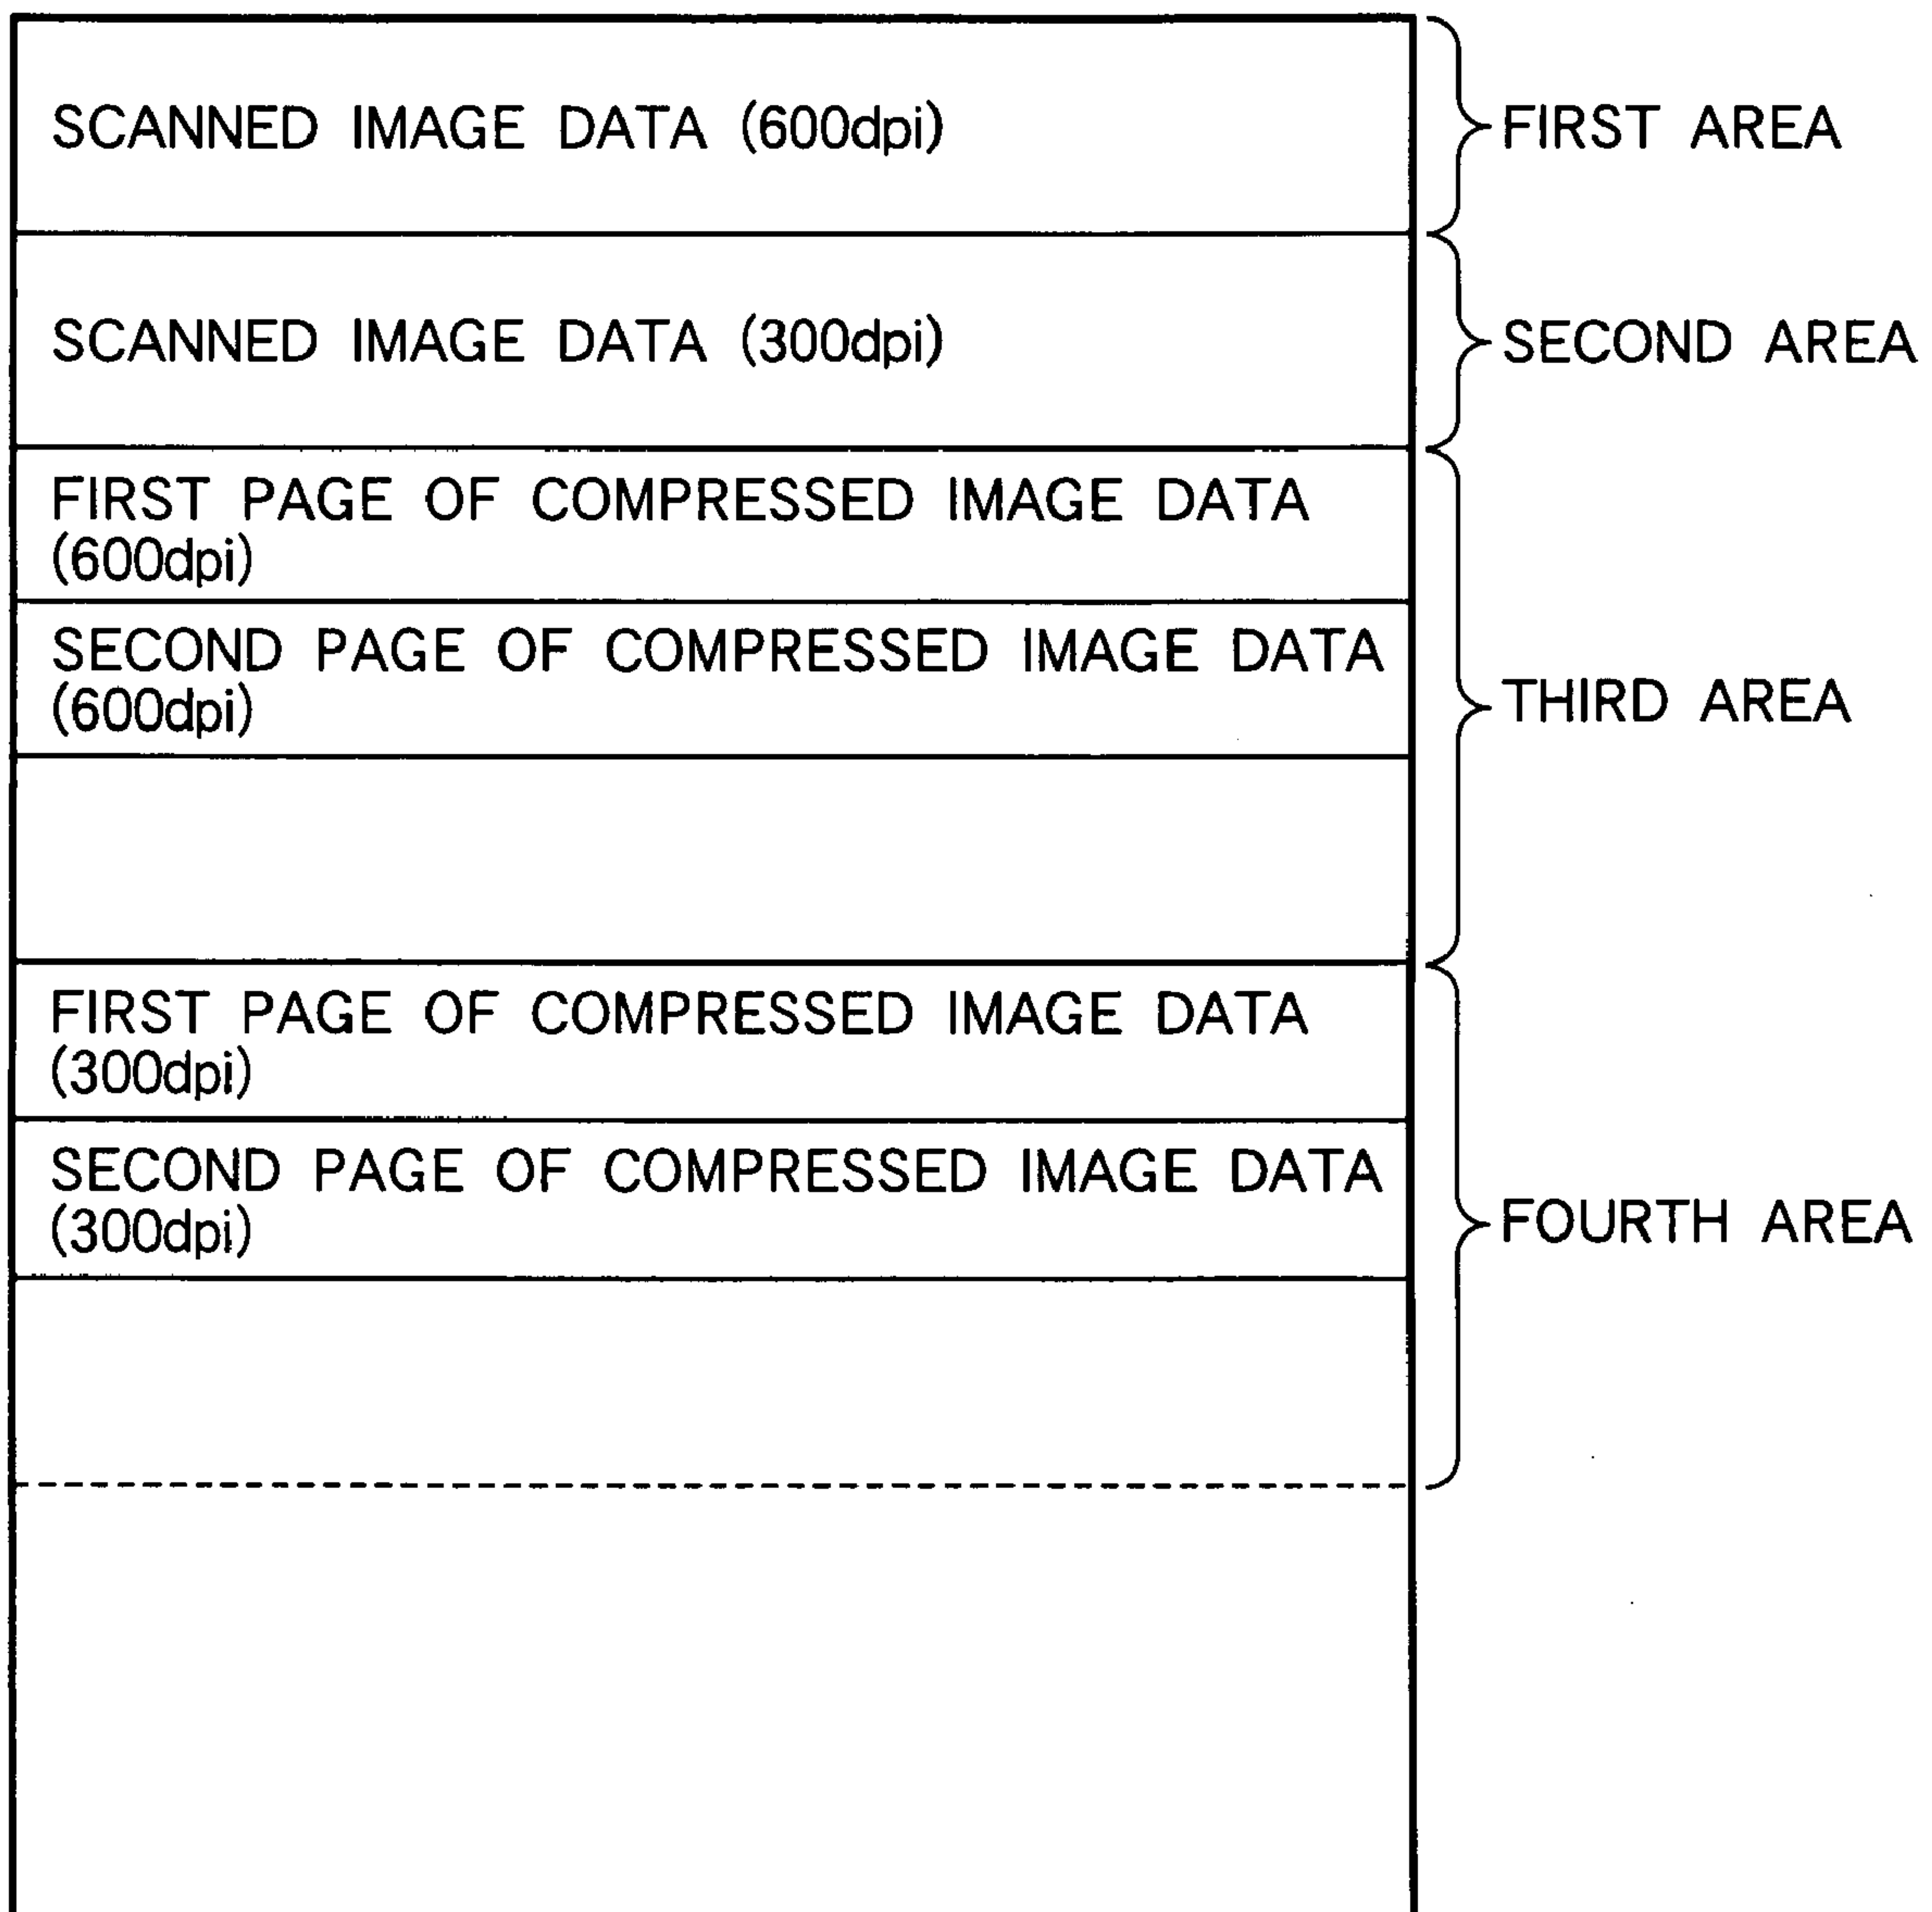 SCANNED IMAGE DATA (600dpi)
FIRST AREA
SCANNED IMAGE DATA (300dpi)
SECOND AREA
FIRST PAGE OF COMPRESSED IMAGE DATA
(600dpi)
SECOND PAGE OF COMPRESSED IMAGE DATA
(600dpi)
THIRD AREA
FIRST PAGE OF COMPRESSED IMAGE DATA
(300dpi)
SECOND PAGE OF COMPRESSED IMAGE DATA
(300dpi)
FOURTH AREA